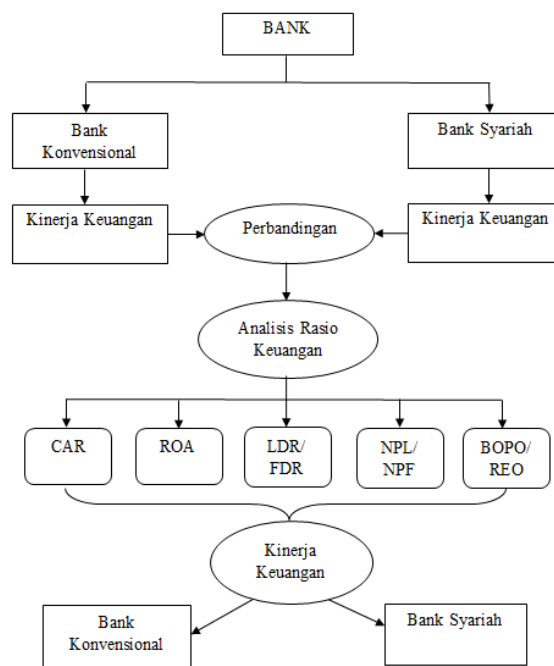 BANK
Bank
Konvensional
Bank Syariah
Kinerja Keuangan
Perbandingan
Kinerja Keuangan
Analisis Rasio
Keuangan
CAR
ROA
LDR/
FDR
NPL/
NPF
BOPO/
REO
Kinerja
Keuangan
Bank
Konvensional
Bank Syariah